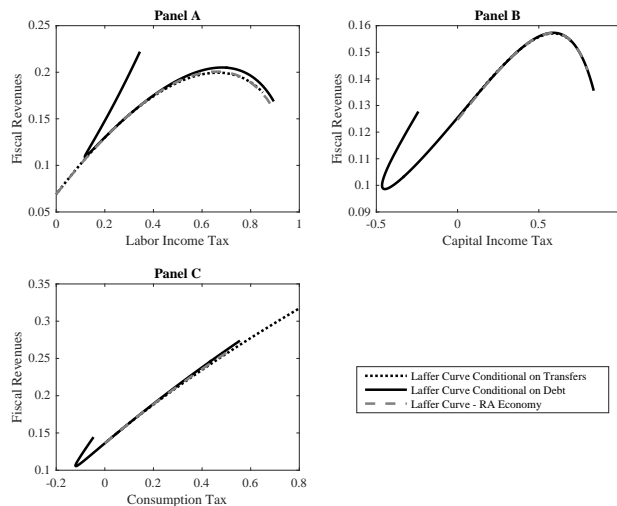 Panel A
0.25
0.2
0.15
0.1
0.05
0
0.2
0.4
0.6
0.8
1
Fiscal Revenues
Labor Income Tax
Panel B
0.16
0.15
0.14
0.13
0.12
0.11
0.1
0.09
-0.5
0
0.5
Fiscal Revenues
Capital Income Tax
Panel C
0.35
0.3
0.25
0.2
0.15
0.1
-0.2
0
0.2
0.4
0.6
0.8
Fiscal Revenues
Consumption Tax
Laffer Curve Conditional on Transfers
Laffer Curve Conditional on Debt
Laffer Curve - RA Economy